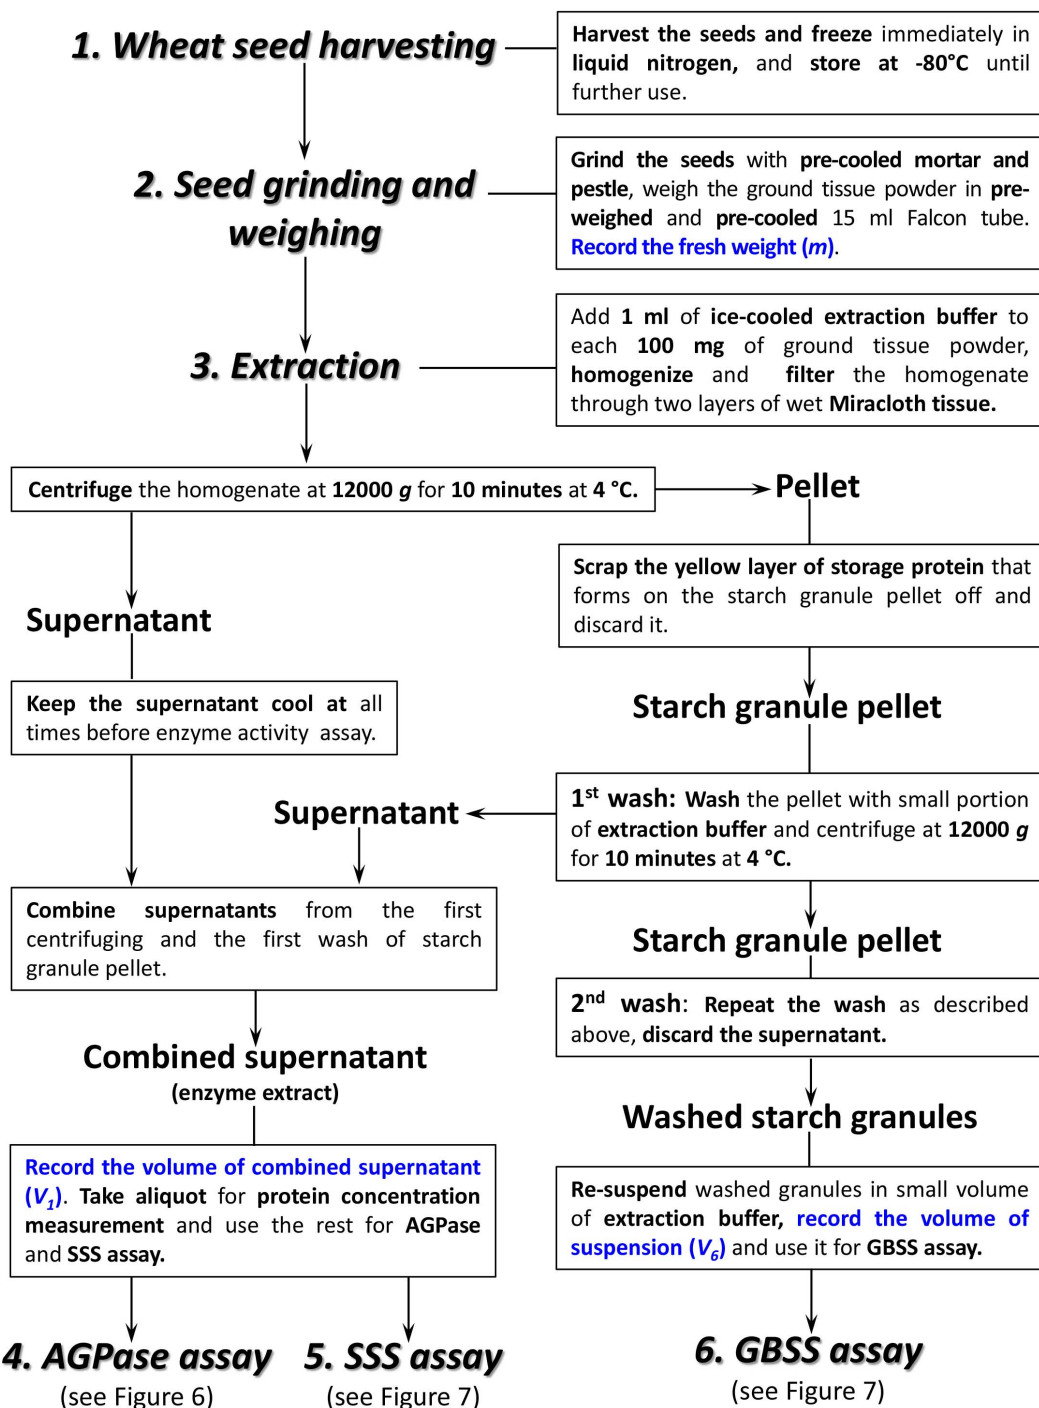 1. Wheat seed harvesting
Harvest the seeds and freeze immediately in
liquid nitrogen, and store at -80°C until
further use.
2. Seed grinding and
weighing
Grind the seeds with pre-cooled mortar and
pestle, weigh the ground tissue powder in pre-
weighed and pre-cooled 15 ml Falcon tube.
Record the fresh weight (m).
3. Extraction
Add 1 ml of ice-cooled extraction buffer to
each 100 mg of ground tissue powder,
homogenize and filter the homogenate
through two layers of wet Miracloth tissue.
Centrifuge the homogenate at 12000 g for 10 minutes at 4 °C.
Pellet
Scrap the yellow layer of storage protein that
forms on the starch granule pellet off and
discard it.
Supernatant
Keep the supernatant cool at all
times before enzyme activity assay.
Starch granule pellet
1st wash: Wash the pellet with small portion
of extraction buffer and centrifuge at 12000 g
for 10 minutes at 4 °C.
Supernatant
Combine supernatants from the first
centrifuging and the first wash of starch
granule pellet.
Starch granule pellet
2nd wash: Repeat the wash as described
above, discard the supernatant.
Combined supernatant
(enzyme extract)
Washed starch granules
Record the volume of combined supernatant
(V1). Take aliquot for protein concentration
measurement and use the rest for AGPase
and SSS assay.
Re-suspend washed granules in small volume
of extraction buffer, record the volume of
suspension (V6) and use it for GBSS assay.
4. AGPase assay
(see Figure 6)
5. SSS assay
(see Figure 7)
6. GBSS assay
(see Figure 7)